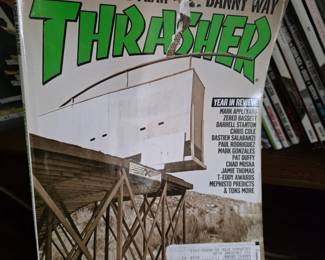 DANNY WAY
THRASHER
YEAR IN REVIEW
MARK APPLEYARD
ZERED BASSETT
DARRELL STANTON
CHRIS COLE
BASTIEN SALABANZI
PAUL RODRIGUEZ
MARK GONZALES
PAT DUFFY
CHAD MUSKA
JAMIE THOMAS
T-EDDY AWARDS
MEPHISTO PREDICTS
& TONS MORE